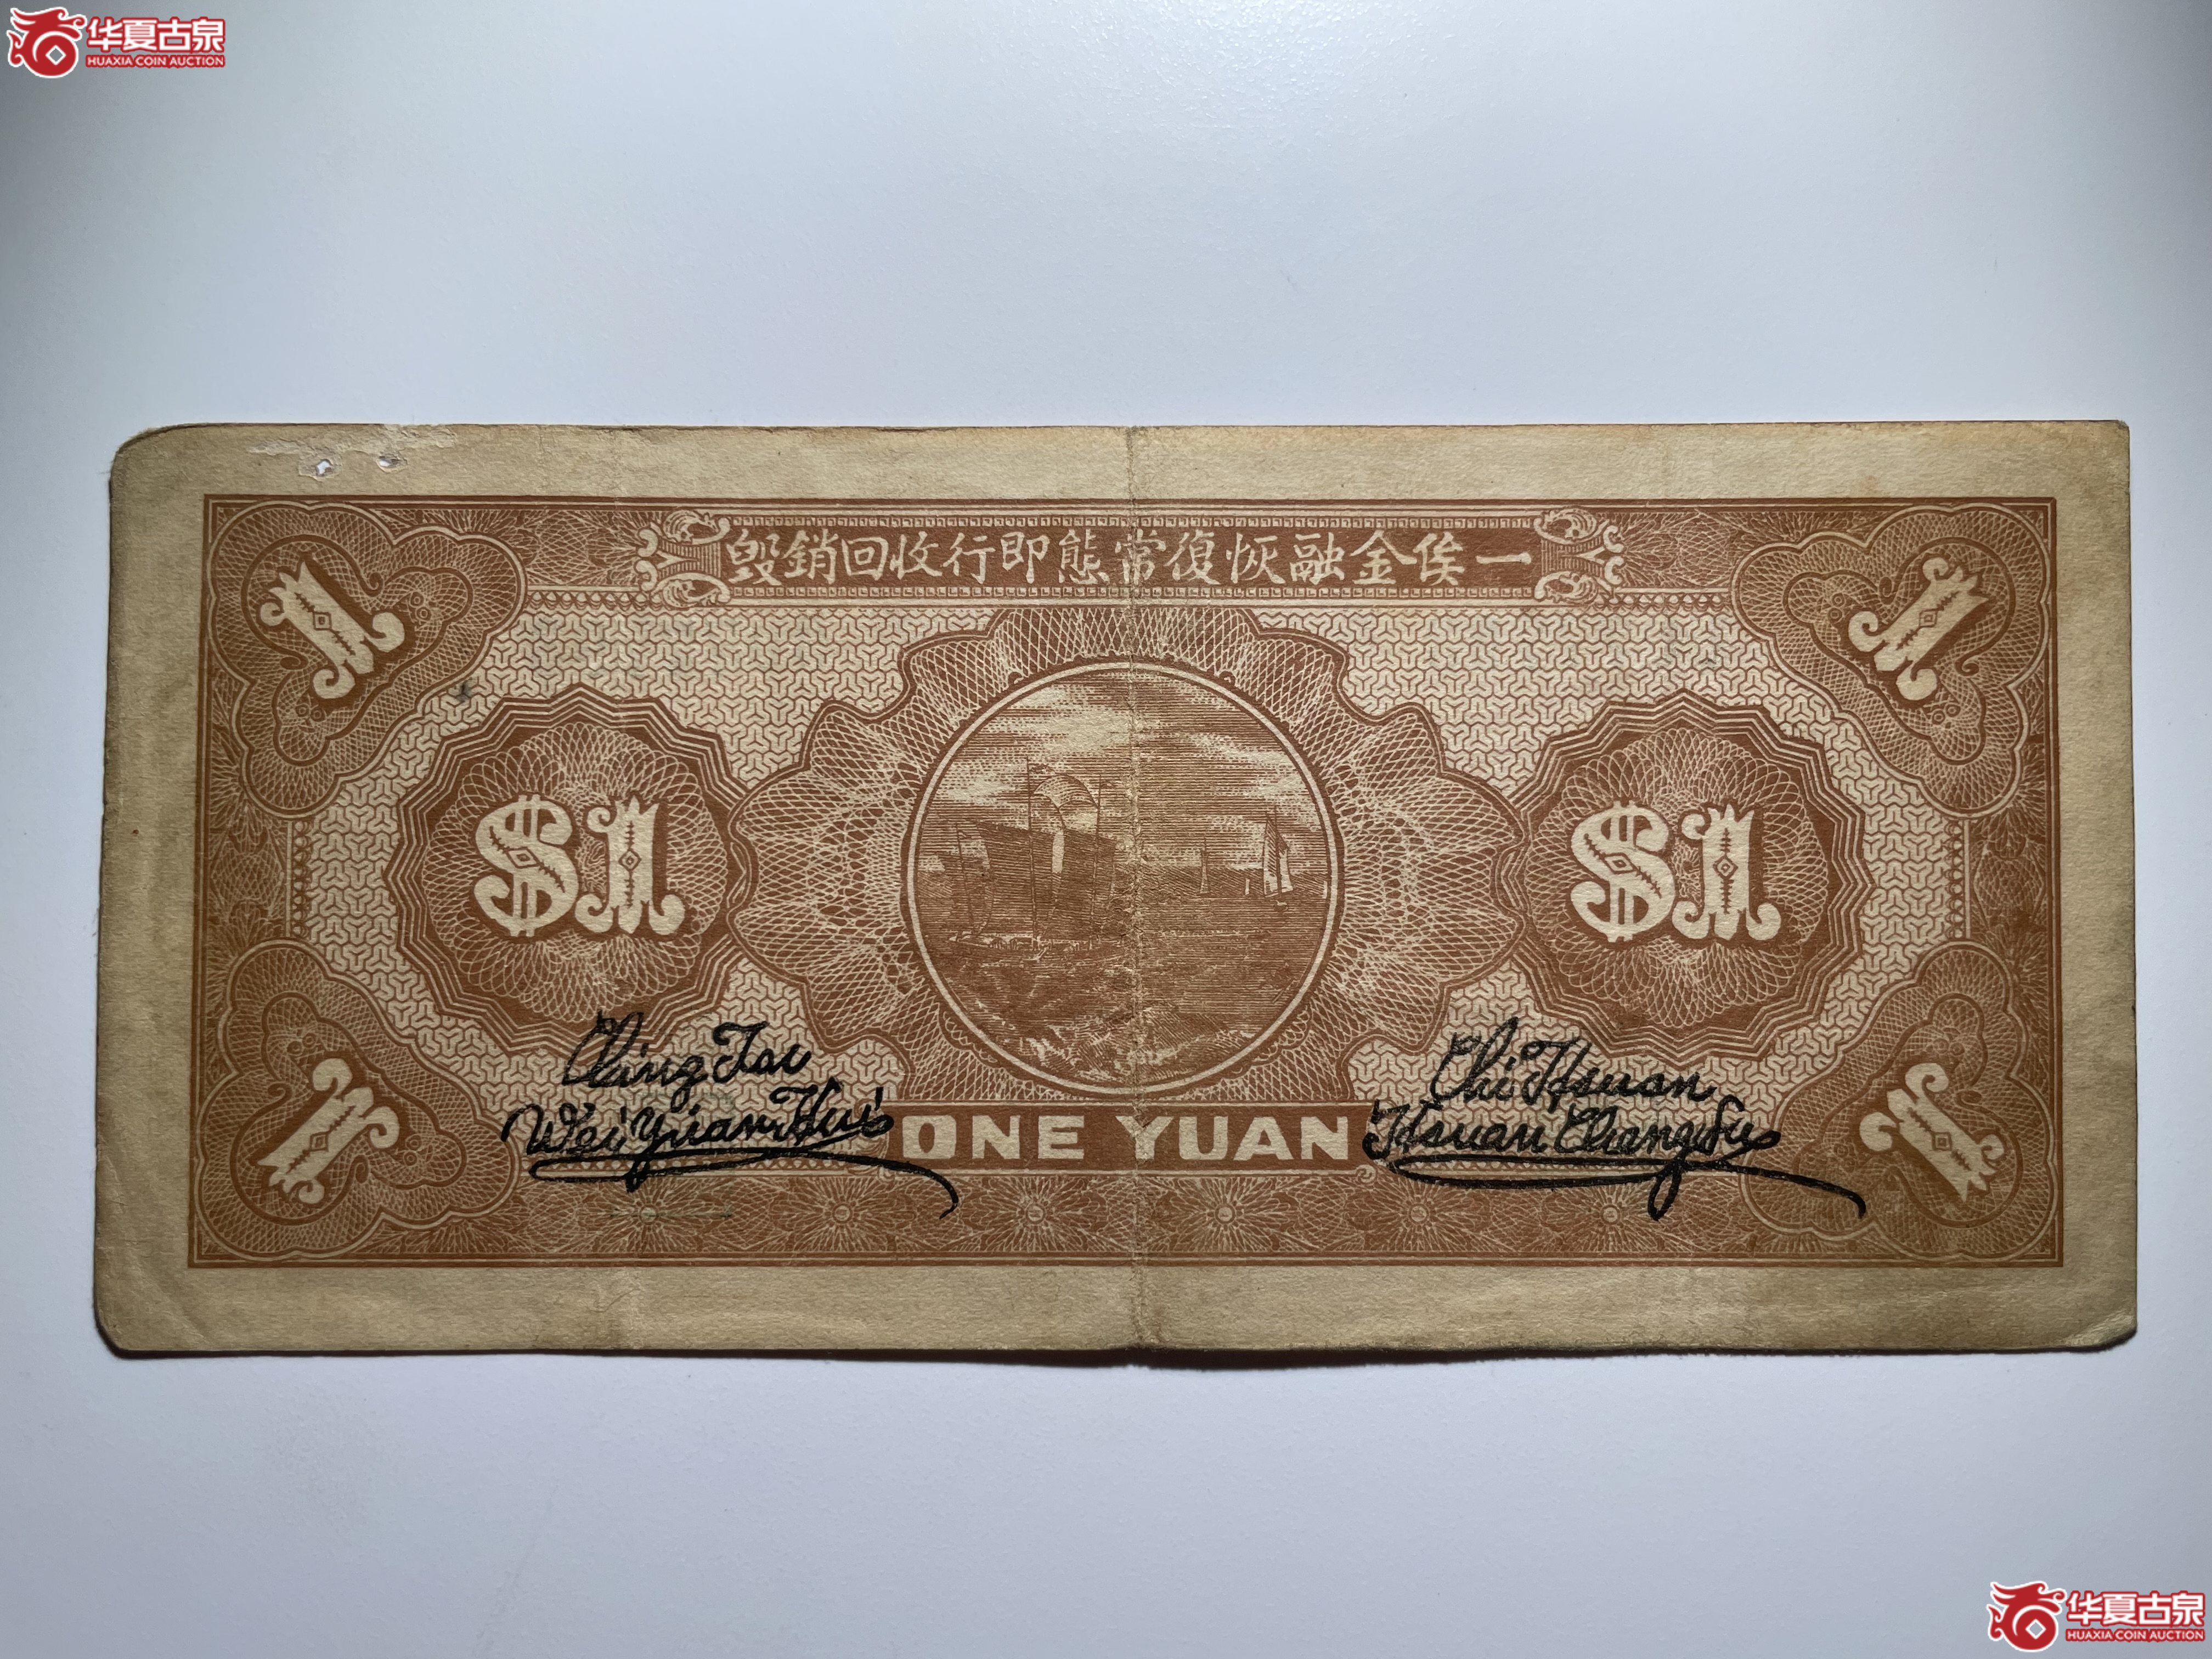 华夏古泉
HUAXIA COIN AUCTION
一俟金融恢復常態即行收回銷毀
1
1
$1
$1
Ching Tsi
Wei Yuan Hui
Chi Hsuan
Hsuan Chang Su
ONE YUAN
1
1
华夏古泉
HUAXIA COIN AUCTION